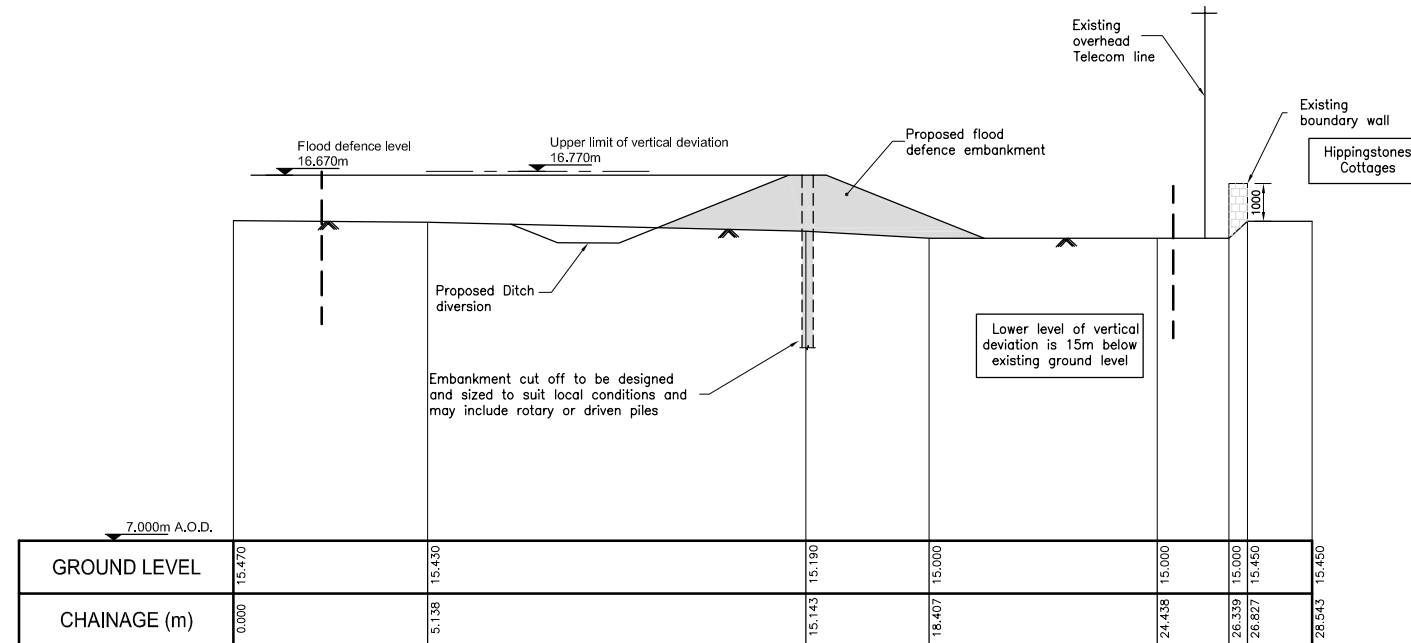 Existing
overhead
Telecom line
Existing
boundary wall
Hippingstones
Cottages
Flood defence level
16.670m
Upper limit of vertical deviation
16.770m
Proposed flood
defence embankment
1000
Proposed Ditch
diversion
Lower level of vertical
deviation is 15m below
existing ground level
Embankment cut off to be designed
and sized to suit local conditions and
may include rotary or driven piles
7.000m A.O.D.
GROUND LEVEL 15.470 15.430 15.190 15.000 15.000 15.000 15.450 15.450
CHAINAGE (m) 0.000 5.138 15.143 18.407 24.438 26.339 26.827 28.543